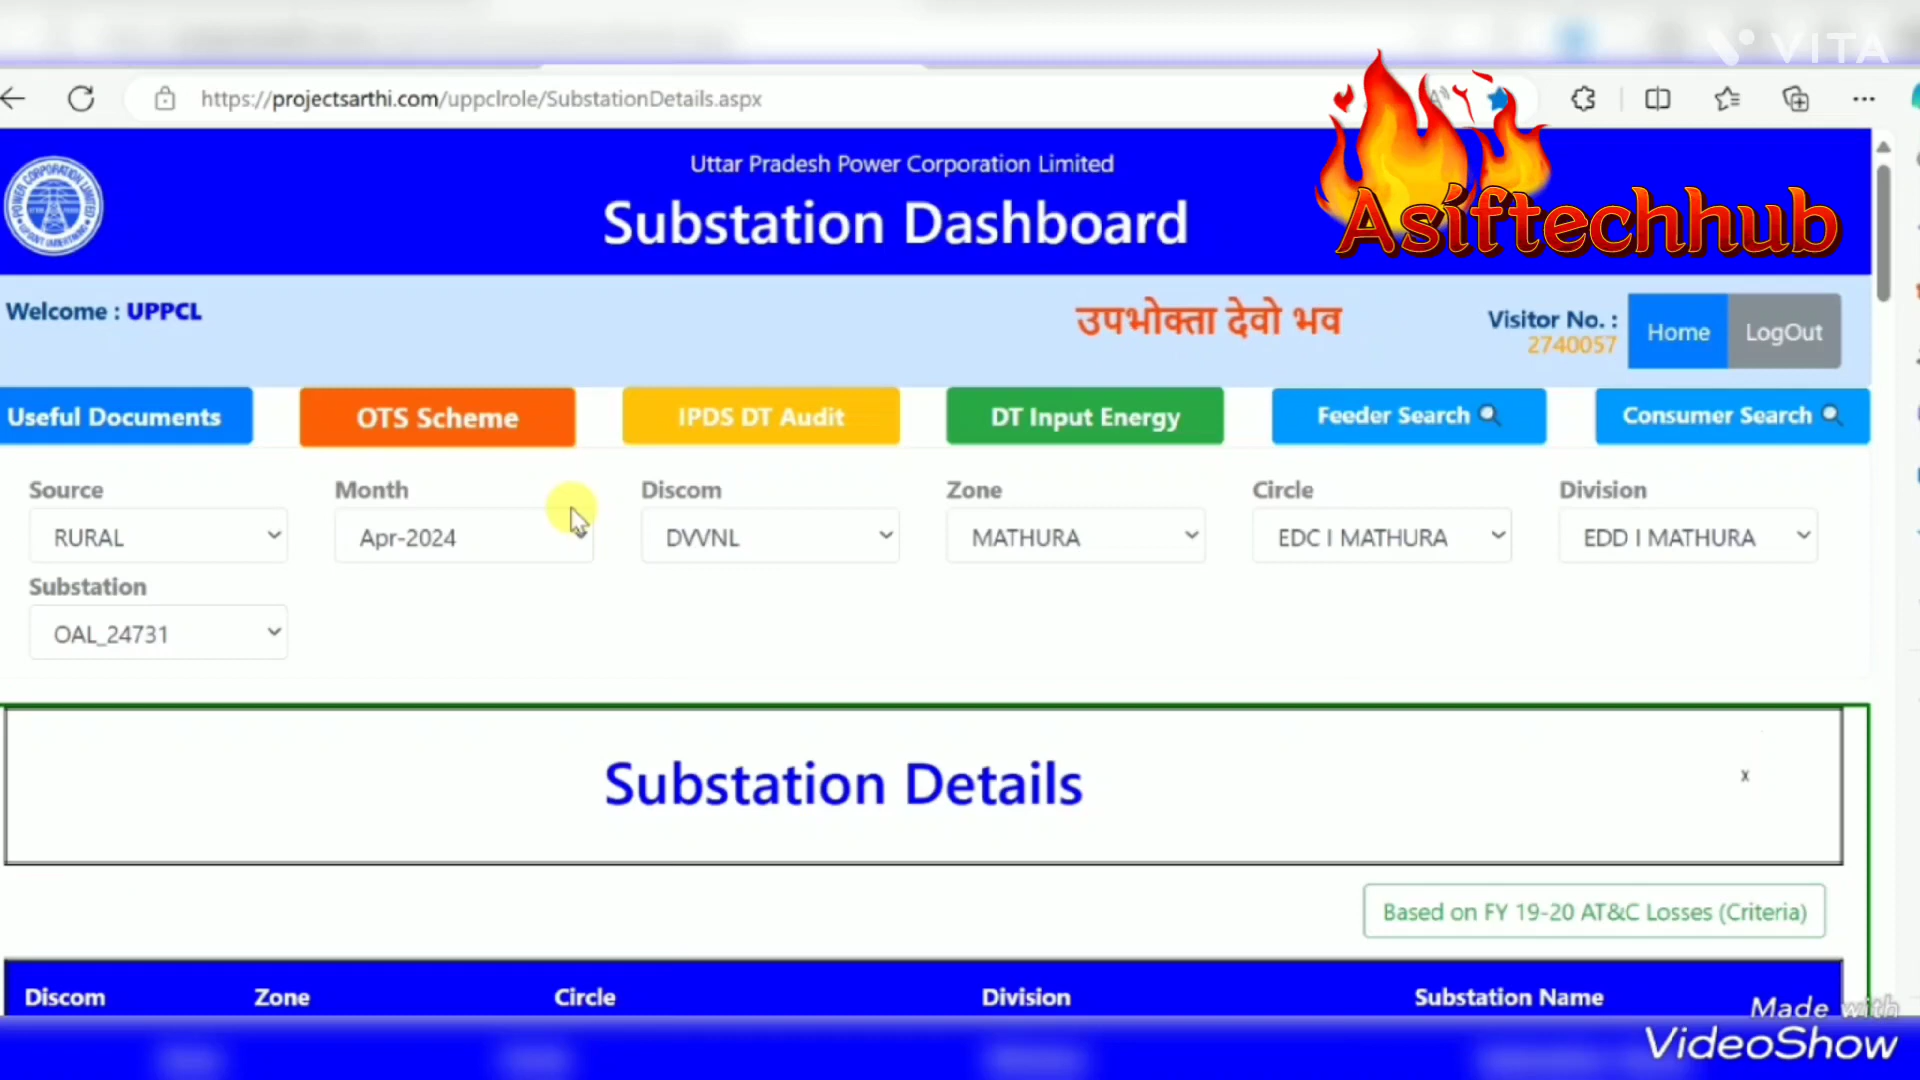 VITA
https://projectsarthi.com/uppclrole/SubstationDetails.aspx
Uttar Pradesh Power Corporation Limited
Substation Dashboard
Asiftechhub
Welcome : UPPCL
उपभोक्ता देवो भव
Visitor No. :
2740057
Home
LogOut
Useful Documents
OTS Scheme
IPDS DT Audit
DT Input Energy
Feeder Search
Consumer Search
Source
Month
Discom
Zone
Circle
Division
RURAL
Apr-2024
DVVNL
MATHURA
EDC I MATHURA
EDD I MATHURA
Substation
OAL_24731
Substation Details
x
Based on FY 19-20 AT&C Losses (Criteria)
Discom
Zone
Circle
Division
Substation Name
Made with
VideoShow